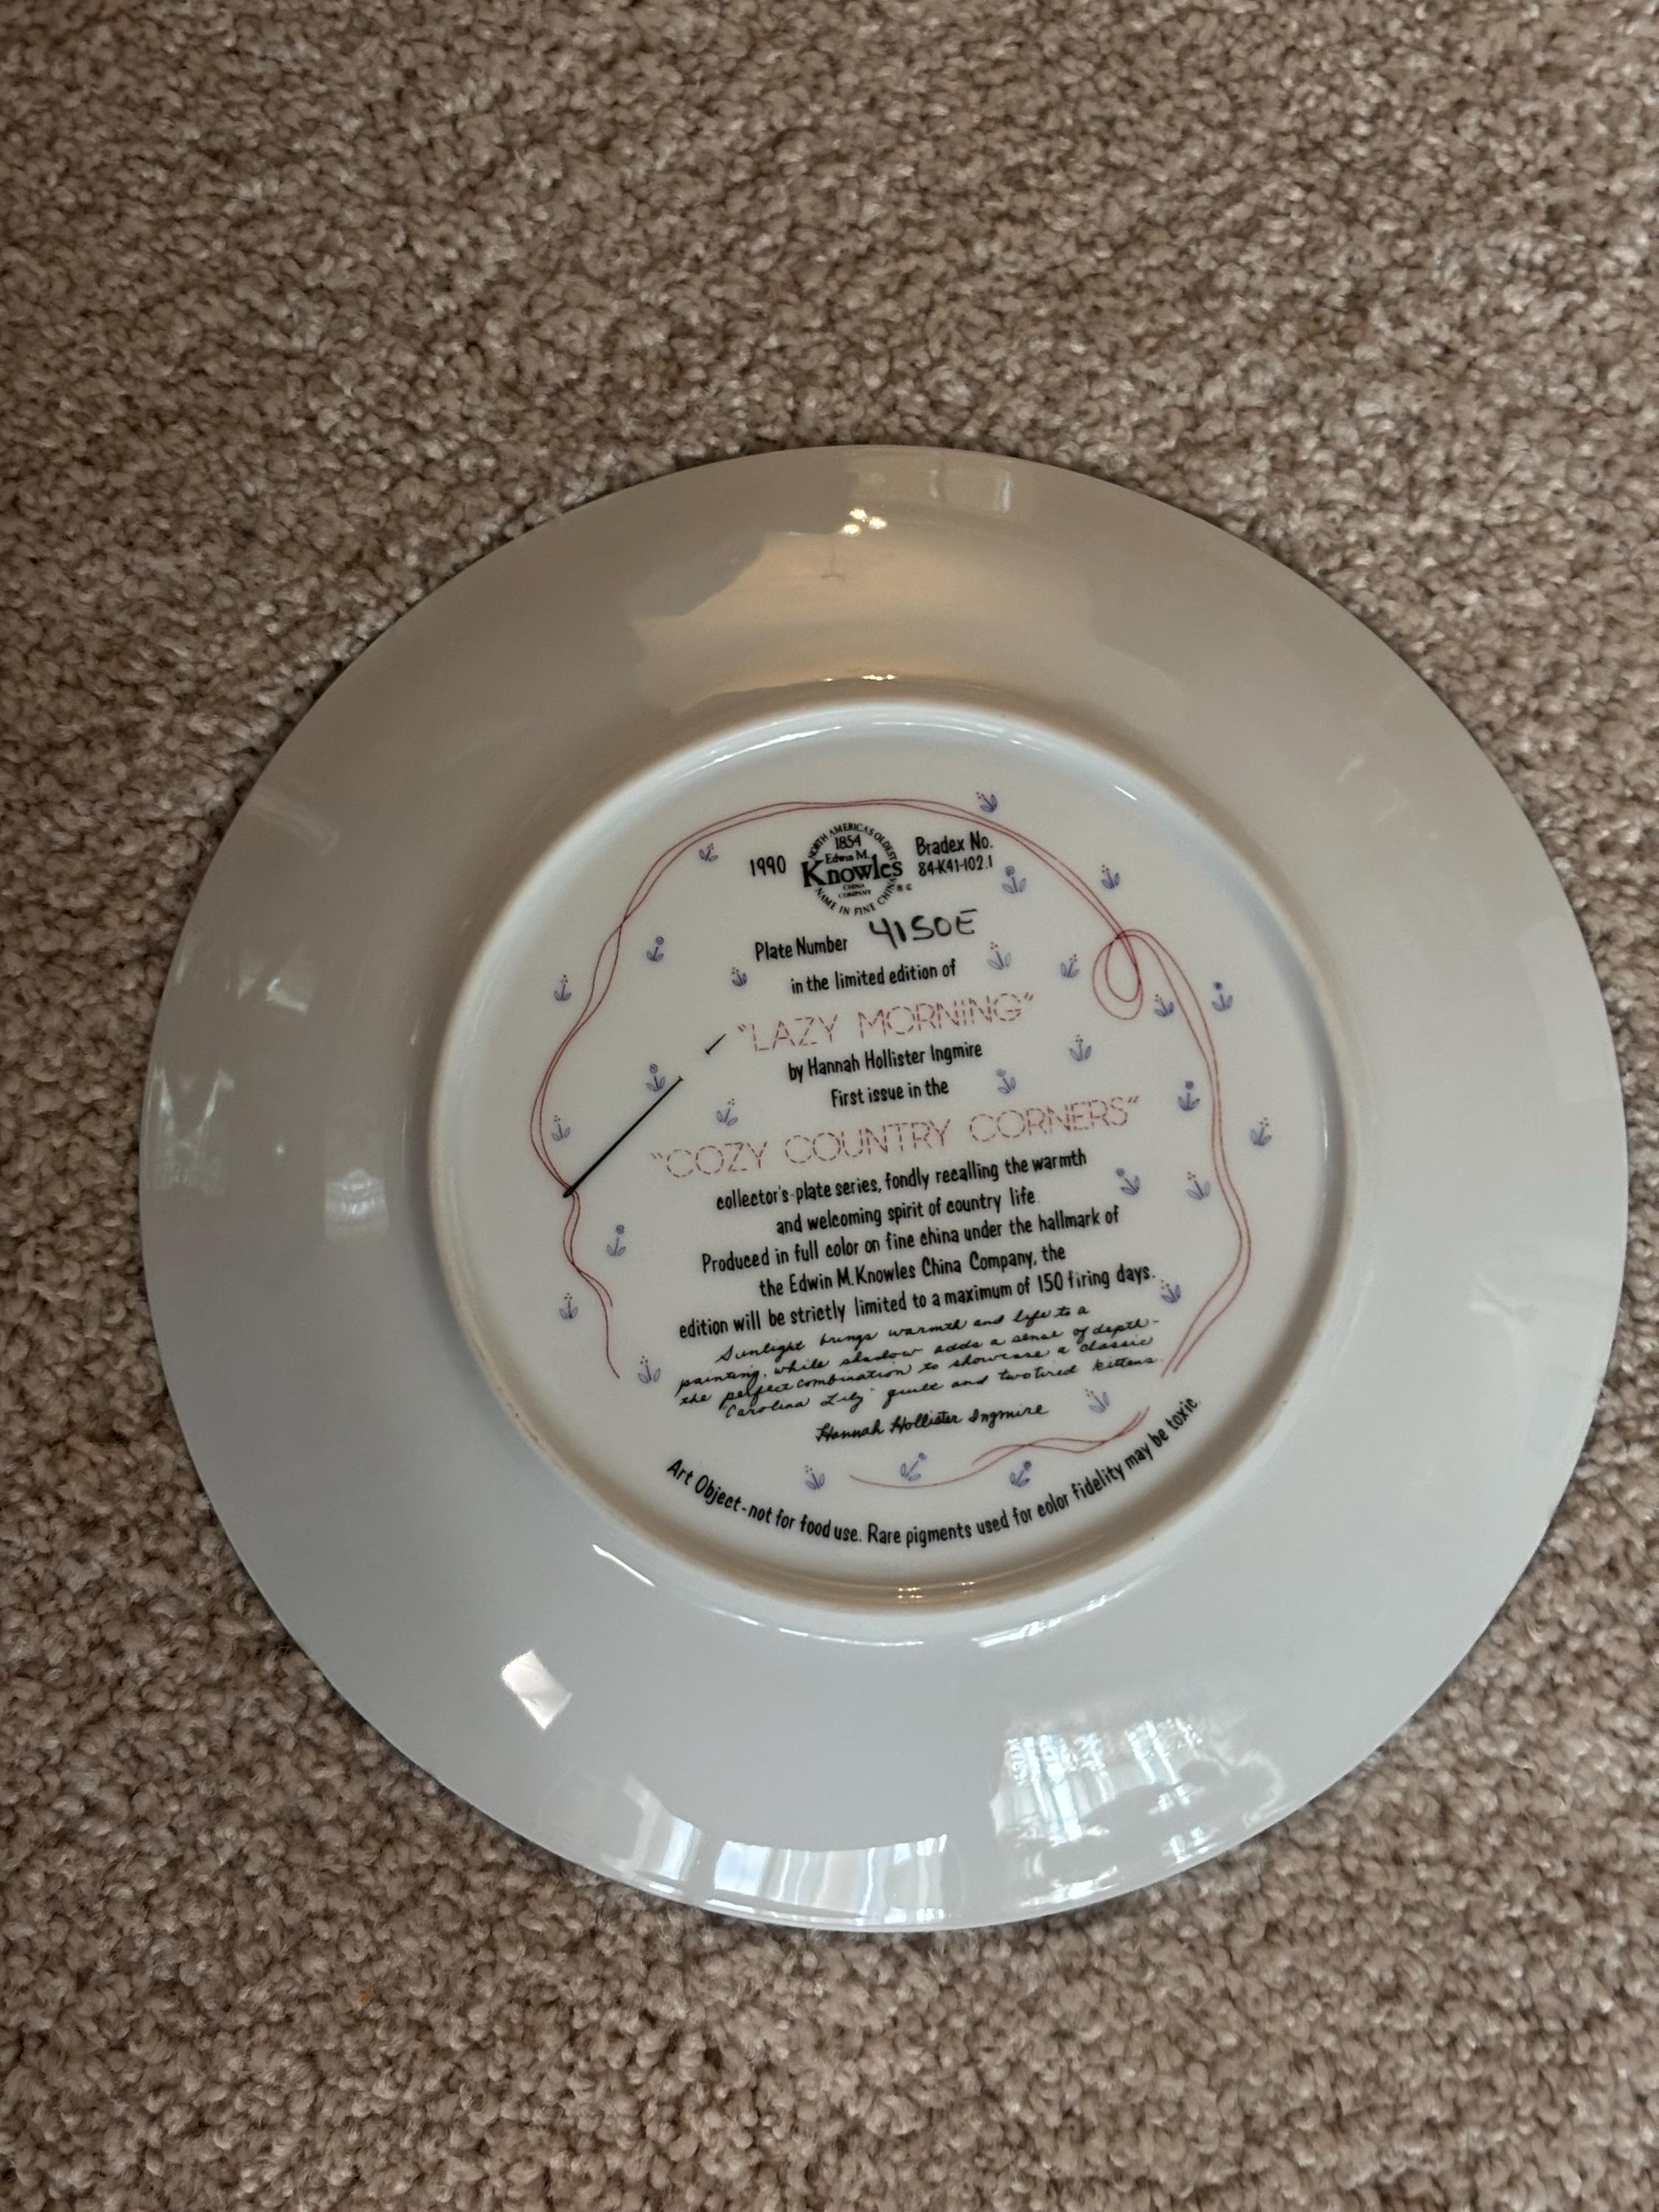 1990
NORTH AMERICA'S OLDEST
1854
Edwin M.
Knowles
CHINA
COMPANY
® ©
NAME IN FINE CHINA
Bradex No.
84-K41-102.1
Plate Number 4150E
in the limited edition of
"LAZY MORNING"
by Hannah Hollister Ingmire
First issue in the
"COZY COUNTRY CORNERS"
collector's-plate series, fondly recalling the warmth
and welcoming spirit of country life.
Produced in full color on fine china under the hallmark of
the Edwin M. Knowles China Company, the
edition will be strictly limited to a maximum of 150 firing days.
Sunlight brings warmth and life to a
painting, while shadow adds a sense of depth-
the perfect combination to showcase a classic
"Carolina Lily" quilt and two tired kittens.
Hannah Hollister Ingmire
Art Object-not for food use. Rare pigments used for color fidelity may be toxic.